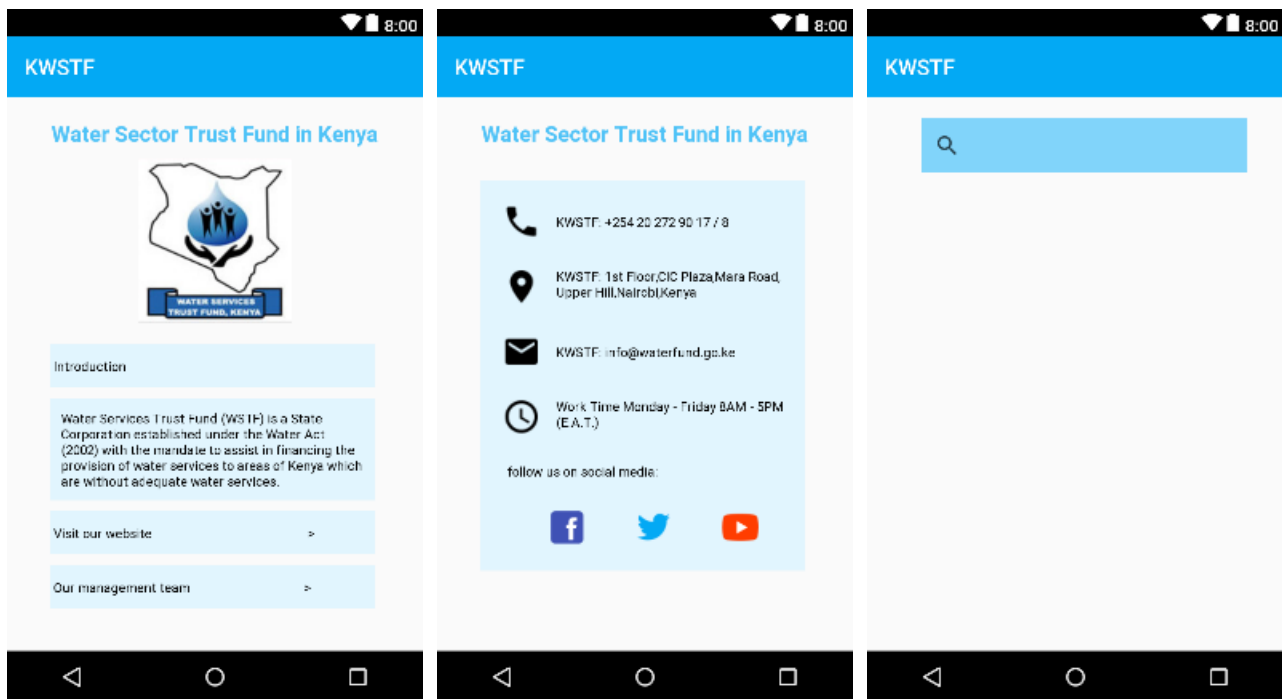 8:00
KWSTF
Water Sector Trust Fund in Kenya
WATER SERVICES
TRUST FUND, KENYA
Introduction
Water Services Trust Fund (WSTF) is a State
Corporation established under the Water Act
(2002) with the mandate to assist in financing the
provision of water services to areas of Kenya which
are without adequate water services.
Visit our website >
Our management team >
8:00
KWSTF
Water Sector Trust Fund in Kenya
KWSTF: +254 20 272 90 17 / 8
KWSTF: 1st Floor,CIC Plaza,Mara Road,
Upper Hill,Nairobi,Kenya
KWSTF: info@waterfund.go.ke
Work Time Monday - Friday 8AM - 5PM
(E.A.T.)
follow us on social media:
f
8:00
KWSTF